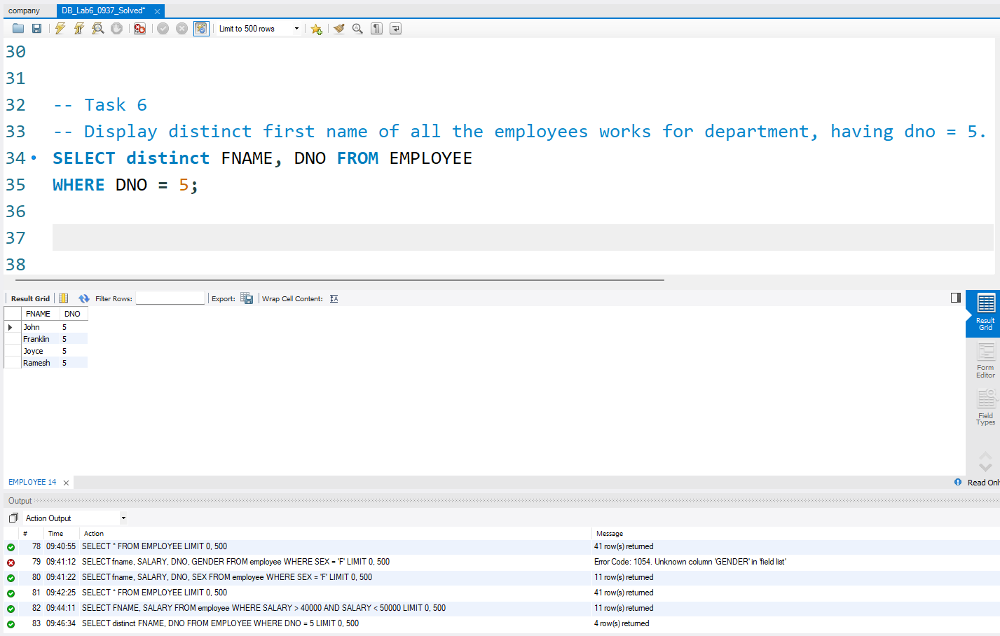 company
DB_Lab6_0937_Solved* ×
Limit to 500 rows
30
31
32 -- Task 6
33 -- Display distinct first name of all the employees works for department, having dno = 5.
34 SELECT distinct FNAME, DNO FROM EMPLOYEE
35 WHERE DNO = 5;
36
37
38
Result Grid Filter Rows: Export: Wrap Cell Content:
FNAME DNO
John 5
Franklin 5
Joyce 5
Ramesh 5
Result
Grid
Form
Editor
Field
Types
EMPLOYEE 14 ×
Read Onl
Output
Action Output
# Time Action Message
78 09:40:55 SELECT * FROM EMPLOYEE LIMIT 0, 500 41 row(s) returned
79 09:41:12 SELECT fname, SALARY, DNO, GENDER FROM employee WHERE SEX = 'F' LIMIT 0, 500 Error Code: 1054. Unknown column 'GENDER' in 'field list'
80 09:41:22 SELECT fname, SALARY, DNO, SEX FROM employee WHERE SEX = 'F' LIMIT 0, 500 11 row(s) returned
81 09:42:25 SELECT * FROM EMPLOYEE LIMIT 0, 500 41 row(s) returned
82 09:44:11 SELECT FNAME, SALARY FROM employee WHERE SALARY > 40000 AND SALARY < 50000 LIMIT 0, 500 11 row(s) returned
83 09:46:34 SELECT distinct FNAME, DNO FROM EMPLOYEE WHERE DNO = 5 LIMIT 0, 500 4 row(s) returned